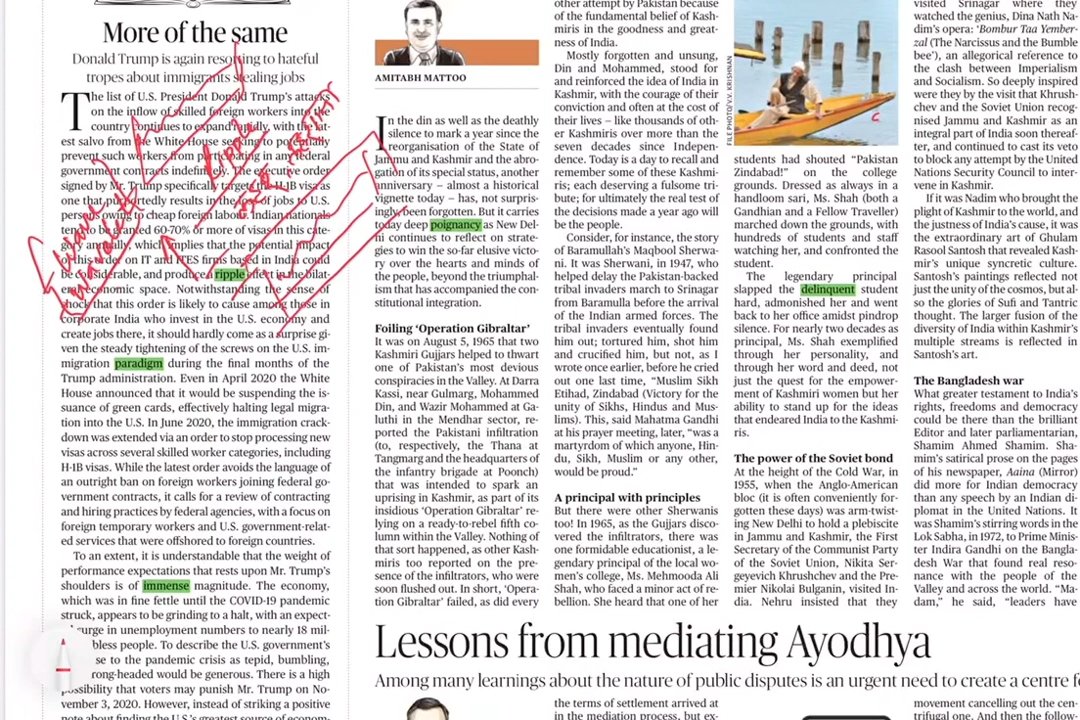 More of the same
Donald Trump is again resorting to hateful
tropes about immigrants stealing jobs
The list of U.S. President Donald Trump's attacks
on the inflow of skilled foreign workers into the
country continues to expand rapidly, with the lat-
est salvo from the White House seeking to potentially
prevent such workers from participating in any federal
government contracts indefinitely. The executive order
signed by Mr. Trump specifically targets the H-1B visa as
one that purportedly results in the loss of jobs to U.S.
persons owing to cheap foreign labour. Indian nationals
tend to be granted 60-70% or more of visas in this cate-
gory annually, which implies that the potential impact
of this order on IT and ITES firms based in India could
be considerable, and produce a ripple effect in the bilat-
eral economic space. Notwithstanding the sense of
shock that this order is likely to cause among those in
corporate India who invest in the U.S. economy and
create jobs there, it should hardly come as a surprise gi-
ven the steady tightening of the screws on the U.S. im-
migration paradigm during the final months of the
Trump administration. Even in April 2020 the White
House announced that it would be suspending the is-
suance of green cards, effectively halting legal migra-
tion into the U.S. In June 2020, the immigration crack-
down was extended via an order to stop processing new
visas across several skilled worker categories, including
H-1B visas. While the latest order avoids the language of
an outright ban on foreign workers joining federal go-
vernment contracts, it calls for a review of contracting
and hiring practices by federal agencies, with a focus on
foreign temporary workers and U.S. government-relat-
ed services that were offshored to foreign countries.
To an extent, it is understandable that the weight of
performance expectations that rests upon Mr. Trump's
shoulders is of immense magnitude. The economy,
which was in fine fettle until the COVID-19 pandemic
struck, appears to be grinding to a halt, with an expect-
surge in unemployment numbers to nearly 18 mil-
people. To describe the U.S. government's
to the pandemic crisis as tepid, bumbling,
would be generous. There is a high
possibility that voters may punish Mr. Trump on No-
vember 3, 2020. However, instead of striking a positive
note about finding the U.S.'s greatest source of econom-
ripple
AMITABH MATTOO
In the din as well as the deathly
silence to mark a year since the
reorganisation of the State of
Jammu and Kashmir and the abro-
gation of its special status, another
anniversary – almost a historical
vignette today – has, not surpris-
ingly, been forgotten. But it carries
today deep poignancy as New Del-
hi continues to reflect on strate-
gies to win the so-far elusive victo-
ry over the hearts and minds of
the people, beyond the triumphal-
ism that has accompanied the con-
stitutional integration.
Foiling 'Operation Gibraltar'
It was on August 5, 1965 that two
Kashmiri Gujjars helped to thwart
one of Pakistan's most devious
conspiracies in the Valley. At Darra
Kassi, near Gulmarg, Mohammed
Din, and Wazir Mohammed at Ga-
luthi in the Mendhar sector, re-
ported the Pakistani infiltration
(to, respectively, the Thana at
Tangmarg and the headquarters of
the infantry brigade at Poonch)
that was intended to spark an
uprising in Kashmir, as part of its
insidious 'Operation Gibraltar' re-
lying on a ready-to-rebel fifth co-
lumn within the Valley. Nothing of
that sort happened, as other Kash-
miris too reported on the pre-
sence of the infiltrators, who were
soon flushed out. In short, 'Opera-
tion Gibraltar' failed, as did every
other attempt by Pakistan because
of the fundamental belief of Kash-
miris in the goodness and great-
ness of India.
Mostly forgotten and unsung,
Din and Mohammed, stood for
and reinforced the idea of India in
Kashmir, with the courage of their
conviction and often at the cost of
their lives – like thousands of oth-
er Kashmiris over more than the
seven decades since Indepen-
dence. Today is a day to recall and
remember some of these Kashmi-
ris; each deserving a fulsome tri-
bute; for ultimately the real test of
the decisions made a year ago will
be that.
Consider, for instance, the story
of Baramullah's Maqbool Sherwa-
ni. It was Sherwani, in 1947, who
helped delay the Pakistan-backed
tribal invaders march to Srinagar
from Baramulla before the arrival
of the Indian armed forces. The
tribal invaders eventually found
him out; tortured him, shot him
and crucified him, but not, as I
wrote once earlier, before he cried
out one last time, "Muslim Sikh
Etihad, Zindabad (Victory for the
unity of Sikhs, Hindus and Mus-
lims). This, said Mahatma Gandhi
at his prayer meeting, later, "was a
martyrdom of which anyone, Hin-
du, Sikh, Muslim or any other,
would be proud."
A principal with principles
But there were other Sherwanis
too! In 1965, as the Gujjars disco-
vered the infiltrators, there was
one formidable educationist, a le-
gendary principal of the local wo-
men's college, Ms. Mehmooda Ali
Shah, who faced a minor act of re-
bellion. She heard that one of her
FILE PHOTO/V.V. KRISHNAN
students had shouted "Pakistan
Zindabad!" on the college
grounds. Dressed as always in a
handloom sari, Ms. Shah (both a
Gandhian and a Fellow Traveller)
marched down the grounds, with
hundreds of students and staff
watching her, and confronted the
student.
The legendary principal
slapped the delinquent student
hard, admonished her and went
back to her office amidst pindrop
silence. For nearly two decades as
principal, Ms. Shah exemplified
through her personality, and
through her word and deed, not
just the quest for the empower-
ment of Kashmiri women but her
ability to stand up for the ideas
that endeared India to the Kashmi-
ris.
The power of the Soviet bond
At the height of the Cold War, in
1955, when the Anglo-American
bloc (it is often conveniently for-
gotten these days) was arm-twist-
ing New Delhi to hold a plebiscite
in Jammu and Kashmir, the First
Secretary of the Communist Party
of the Soviet Union, Nikita Ser-
geyevich Khrushchev and the Pre-
mier Nikolai Bulganin, visited In-
dia. Nehru insisted that they
visited Srinagar where they
watched the genius, Dina Nath Na-
dim's opera: 'Bombur Taa Yember-
zal (The Narcissus and the Bumble
bee'), an allegorical reference to
the clash between Imperialism
and Socialism. So deeply inspired
were they by the visit that Khrush-
chev and the Soviet Union recog-
nised Jammu and Kashmir as an
integral part of India soon thereaf-
ter, and continued to cast its veto
to block any attempt by the United
Nations Security Council to inter-
vene in Kashmir.
If it was Nadim who brought the
plight of Kashmir to the world, and
the justness of India's cause, it was
the extraordinary art of Ghulam
Rasool Santosh that revealed Kash-
mir's unique syncretic culture.
Santosh's paintings reflected not
just the unity of the cosmos, but al-
so the glories of Sufi and Tantric
thought. The larger fusion of the
diversity of India within Kashmir's
multiple streams is reflected in
Santosh's art.
The Bangladesh war
What greater testament to India's
rights, freedoms and democracy
could be there than the brilliant
Editor and later parliamentarian,
Shamim Ahmed Shamim. Sha-
mim's satirical prose on the pages
of his newspaper, Aaina (Mirror)
did more for Indian democracy
than any speech by an Indian di-
plomat in the United Nations. It
was Shamim's stirring words in the
Lok Sabha, in 1972, to Prime Minis-
ter Indira Gandhi on the Bangla-
desh War that found real reso-
nance with the people of the
Valley and across the world. "Ma-
dam," he said, "leaders have
Lessons from mediating Ayodhya
Among many learnings about the nature of public disputes is an urgent need to create a centre f
the terms of settlement arrived at
in the mediation process, but ex-
movement cancelling out the cen-
trifugal one. And on the follow-